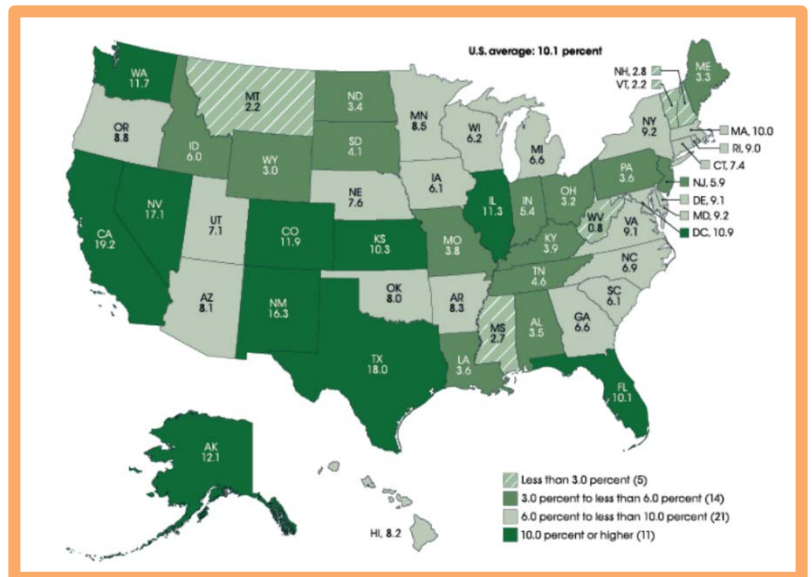 U.S. average: 10.1 percent
WA
11.7
MT
2.2
ND
3.4
MN
8.5
ME
3.3
NH, 2.8
VT, 2.2
OR
8.8
ID
6.0
WY
3.0
SD
4.1
WI
6.2
MI
6.6
NY
9.2
MA, 10.0
RI, 9.0
CT, 7.4
NJ, 5.9
DE, 9.1
MD, 9.2
DC, 10.9
CA
19.2
NV
17.1
UT
7.1
CO
11.9
NE
7.6
IA
6.1
KS
10.3
MO
3.8
IL
11.3
IN
5.4
OH
3.2
PA
3.6
WV
0.8
VA
9.1
KY
3.9
NC
6.9
TN
4.6
SC
6.1
AZ
8.1
NM
16.3
OK
8.0
AR
8.3
MS
2.7
AL
3.5
GA
6.6
TX
18.0
LA
3.6
FL
10.1
AK
12.1
HI, 8.2
Less than 3.0 percent (5)
3.0 percent to less than 6.0 percent (14)
6.0 percent to less than 10.0 percent (21)
10.0 percent or higher (11)